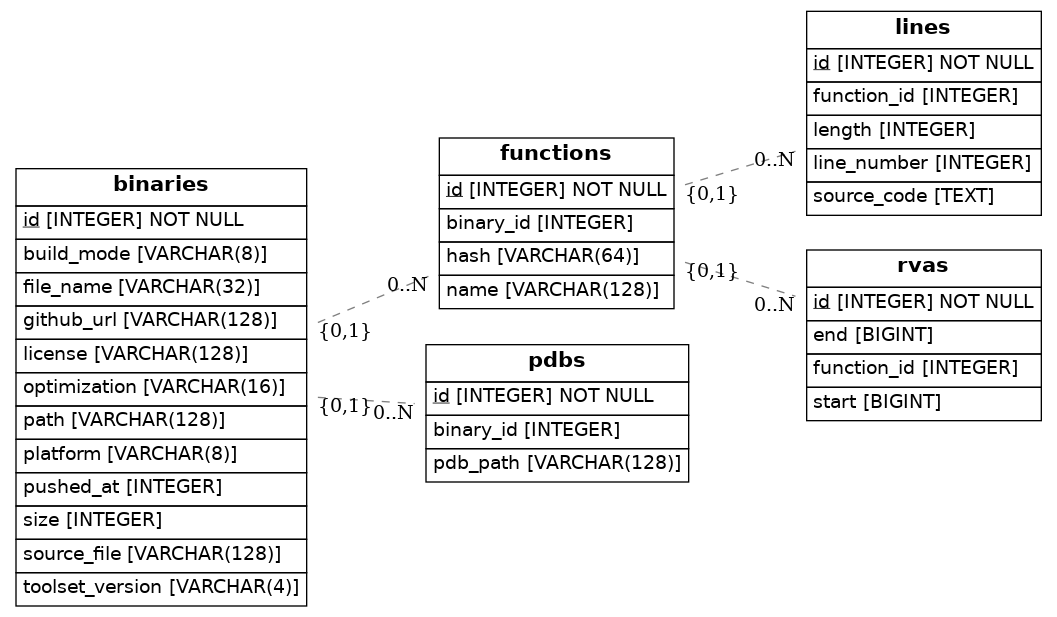 binaries
id [INTEGER] NOT NULL
build_mode [VARCHAR(8)]
file_name [VARCHAR(32)]
github_url [VARCHAR(128)]
license [VARCHAR(128)]
optimization [VARCHAR(16)]
path [VARCHAR(128)]
platform [VARCHAR(8)]
pushed_at [INTEGER]
size [INTEGER]
source_file [VARCHAR(128)]
toolset_version [VARCHAR(4)]
0..N
{0,1}
{0,1}
0..N
functions
id [INTEGER] NOT NULL
binary_id [INTEGER]
hash [VARCHAR(64)]
name [VARCHAR(128)]
pdbs
id [INTEGER] NOT NULL
binary_id [INTEGER]
pdb_path [VARCHAR(128)]
0..N
{0,1}
{0,1}
0..N
lines
id [INTEGER] NOT NULL
function_id [INTEGER]
length [INTEGER]
line_number [INTEGER]
source_code [TEXT]
rvas
id [INTEGER] NOT NULL
end [BIGINT]
function_id [INTEGER]
start [BIGINT]